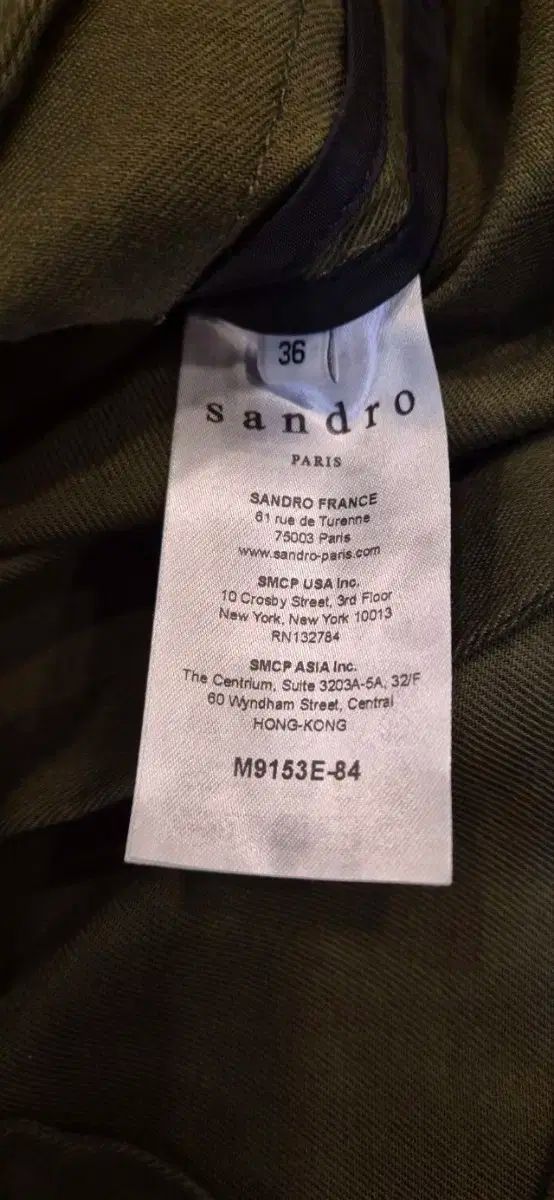 36
sandro
PARIS
SANDRO FRANCE
61 rue de Turenne
75003 Paris
www.sandro-paris.com
SMCP USA Inc.
10 Crosby Street, 3rd Floor
New York, New York 10013
RN132784
SMCP ASIA Inc.
The Centrium, Suite 3203A-5A, 32/F
60 Wyndham Street, Central
HONG-KONG
M9153E-84